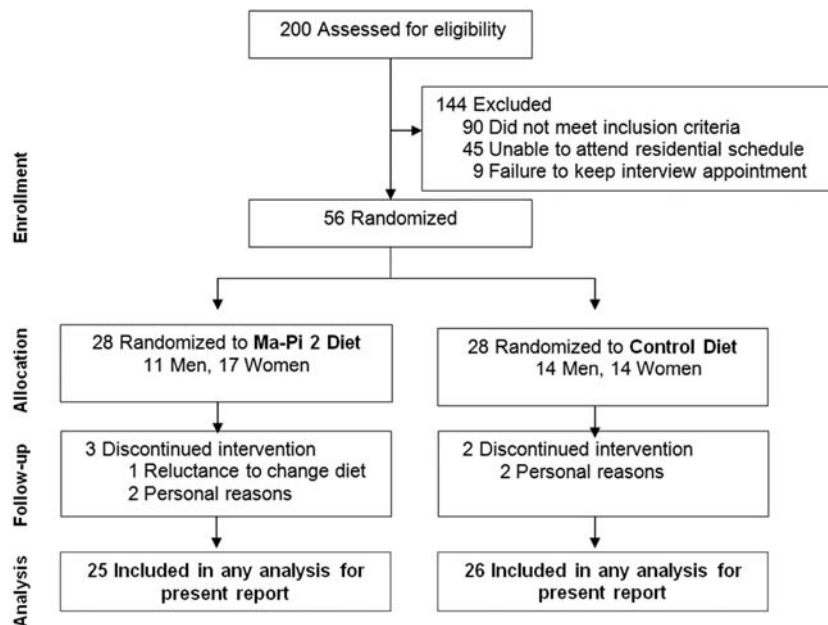 200 Assessed for eligibility
144 Excluded
90 Did not meet inclusion criteria
45 Unable to attend residential schedule
9 Failure to keep interview appointment
Enrollment
56 Randomized
Allocation
28 Randomized to Ma-Pi 2 Diet
11 Men, 17 Women
28 Randomized to Control Diet
14 Men, 14 Women
Follow-up
3 Discontinued intervention
1 Reluctance to change diet
2 Personal reasons
2 Discontinued intervention
2 Personal reasons
Analysis
25 Included in any analysis for
present report
26 Included in any analysis for
present report